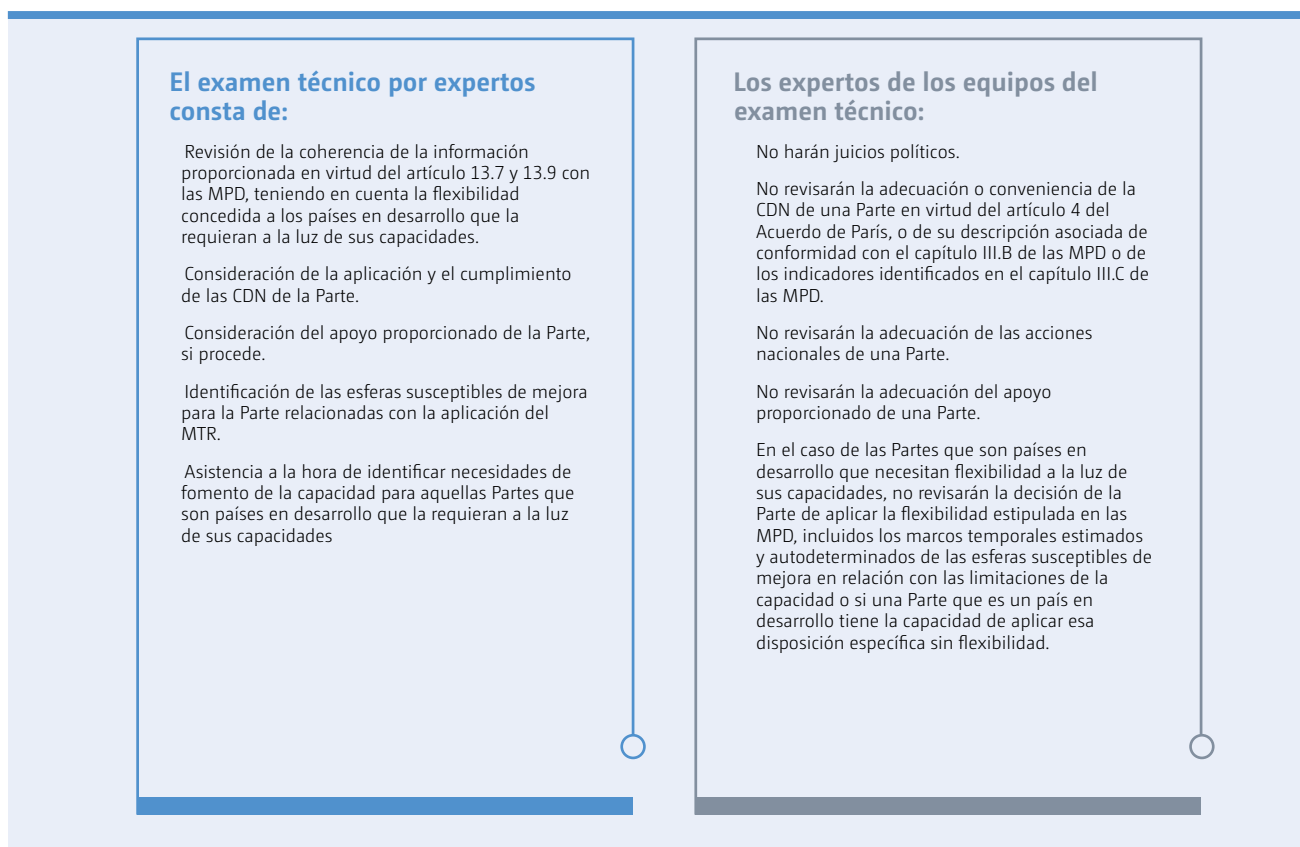 El examen técnico por expertos
consta de:
Revisión de la coherencia de la información
proporcionada en virtud del artículo 13.7 y 13.9 con
las MPD, teniendo en cuenta la flexibilidad
concedida a los países en desarrollo que la
requieran a la luz de sus capacidades.
Consideración de la aplicación y el cumplimiento
de las CDN de la Parte.
Consideración del apoyo proporcionado de la Parte,
si procede.
Identificación de las esferas susceptibles de mejora
para la Parte relacionadas con la aplicación del
MTR.
Asistencia a la hora de identificar necesidades de
fomento de la capacidad para aquellas Partes que
son países en desarrollo que la requieran a la luz
de sus capacidades
Los expertos de los equipos del
examen técnico:
No harán juicios políticos.
No revisarán la adecuación o conveniencia de la
CDN de una Parte en virtud del artículo 4 del
Acuerdo de París, o de su descripción asociada de
conformidad con el capítulo III.B de las MPD o de
los indicadores identificados en el capítulo III.C de
las MPD.
No revisarán la adecuación de las acciones
nacionales de una Parte.
No revisarán la adecuación del apoyo
proporcionado de una Parte.
En el caso de las Partes que son países en
desarrollo que necesitan flexibilidad a la luz de
sus capacidades, no revisarán la decisión de la
Parte de aplicar la flexibilidad estipulada en las
MPD, incluidos los marcos temporales estimados
y autodeterminados de las esferas susceptibles de
mejora en relación con las limitaciones de la
capacidad o si una Parte que es un país en
desarrollo tiene la capacidad de aplicar esa
disposición específica sin flexibilidad.